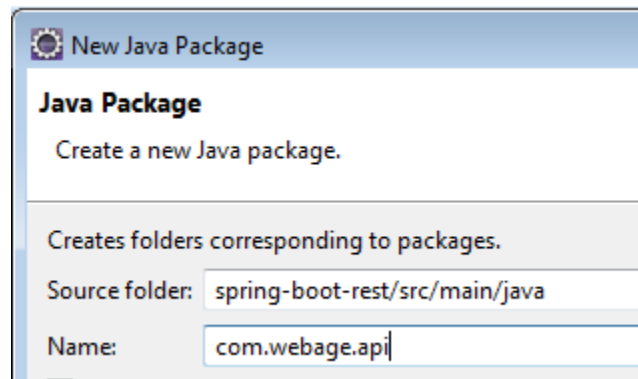 New Java Package
Java Package
Create a new Java package.
Creates folders corresponding to packages.
Source folder: spring-boot-rest/src/main/java
Name: com.webage.api